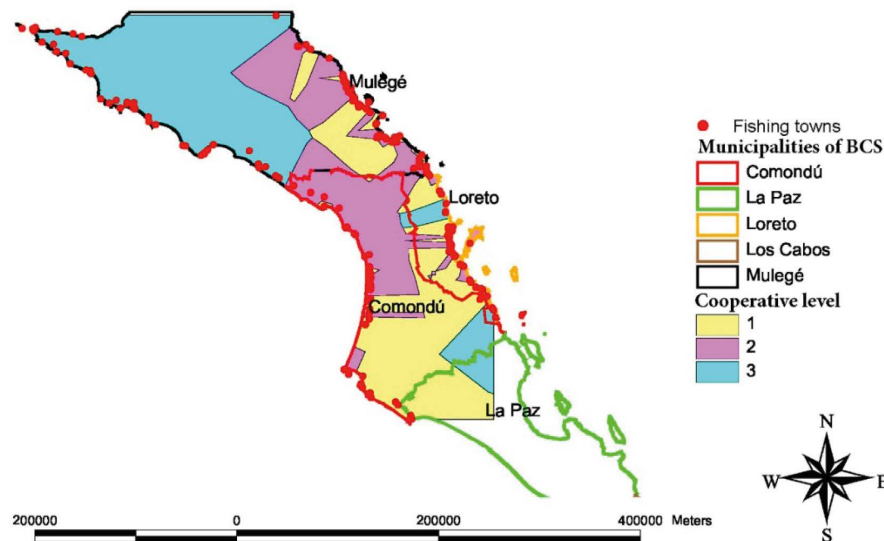 Mulegé
Loreto
Comondú
La Paz
Fishing towns
Municipalities of BCS
Comondú
La Paz
Loreto
Los Cabos
Mulegé
Cooperative level
1
2
3
N
W
E
S
200000 0 200000 400000 Meters